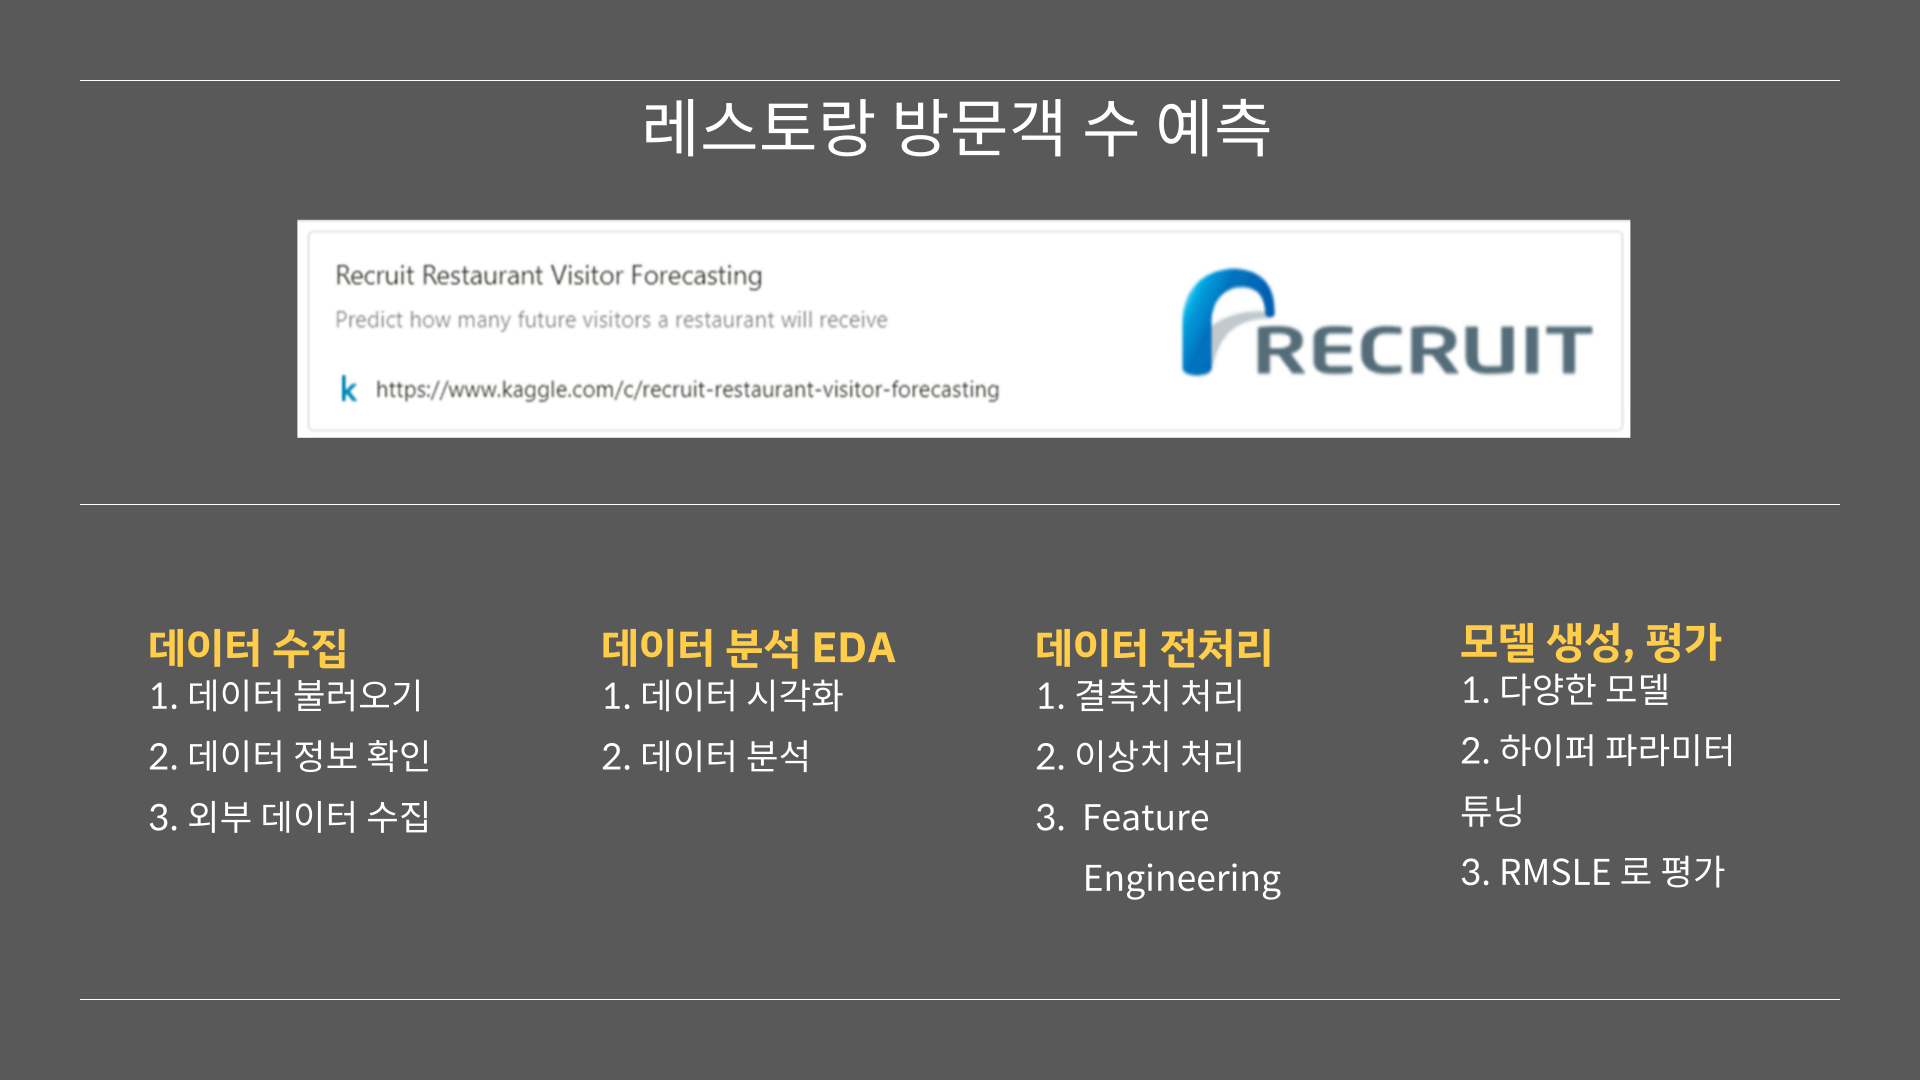 레스토랑 방문객 수 예측
Recruit Restaurant Visitor Forecasting
Predict how many future visitors a restaurant will receive
k https://www.kaggle.com/c/recruit-restaurant-visitor-forecasting
RECRUIT
데이터 수집
1. 데이터 불러오기
2. 데이터 정보 확인
3. 외부 데이터 수집
데이터 분석 EDA
1. 데이터 시각화
2. 데이터 분석
데이터 전처리
1. 결측치 처리
2. 이상치 처리
3. Feature
Engineering
모델 생성, 평가
1. 다양한 모델
2. 하이퍼 파라미터
튜닝
3. RMSLE 로 평가